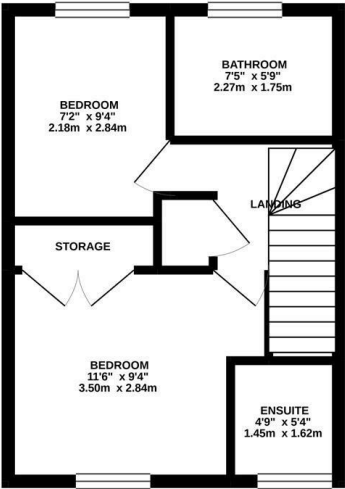 BATHROOM
7'5" x 5'9"
2.27m x 1.75m
BEDROOM
7'2" x 9'4"
2.18m x 2.84m
LANDING
STORAGE
BEDROOM
11'6" x 9'4"
3.50m x 2.84m
ENSUITE
4'9" x 5'4"
1.45m x 1.62m